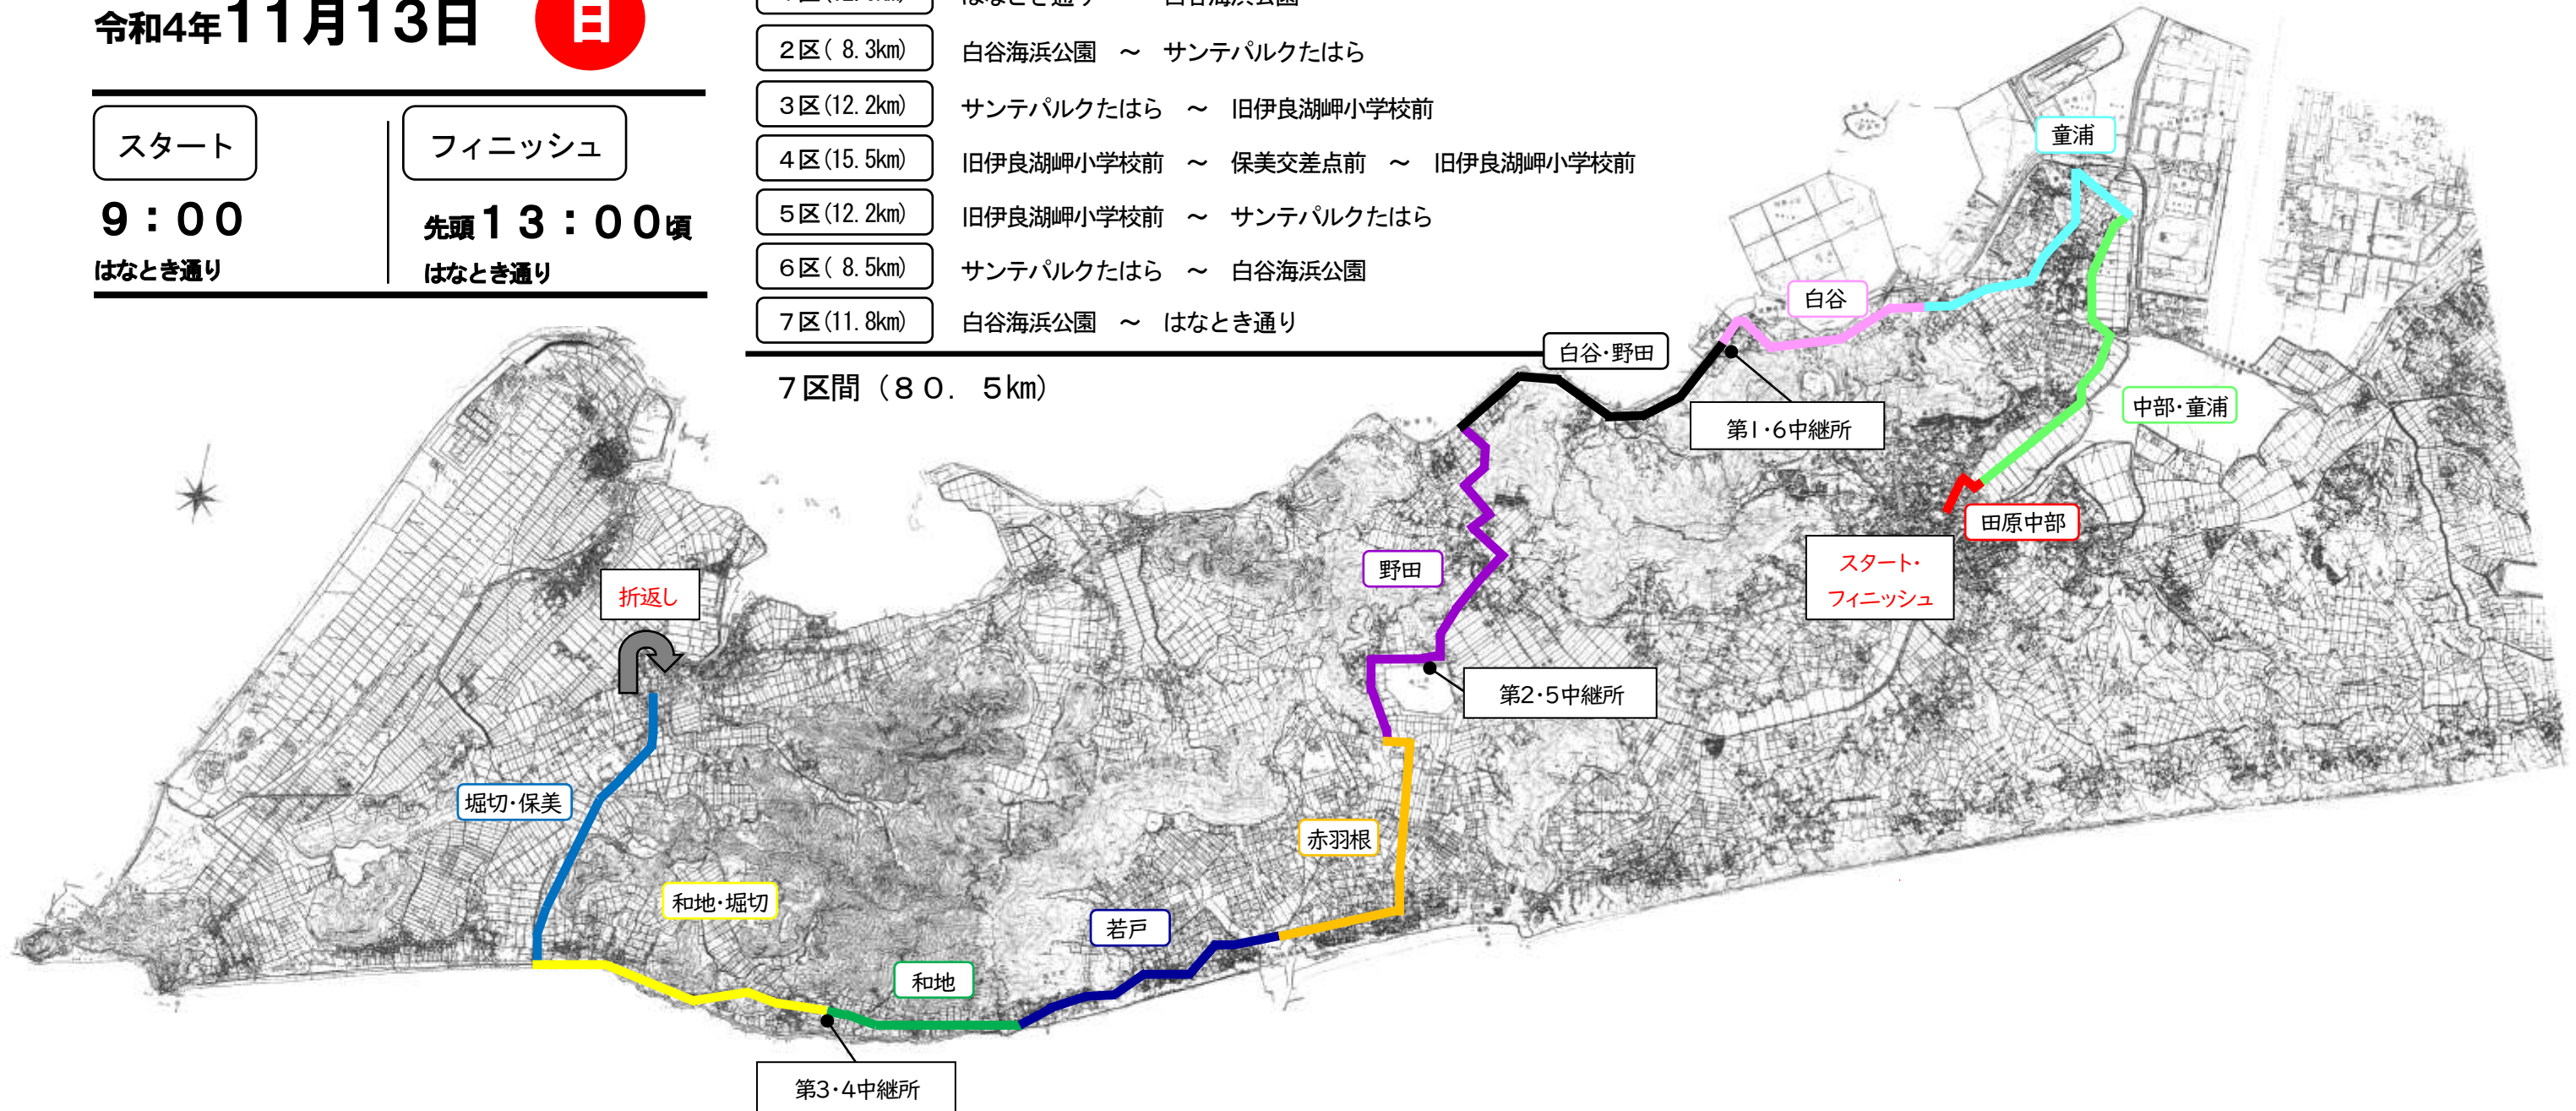 令和4年11月13日
日
スタート
フィニッシュ
9：00
先頭13：00頃
はなとき通り
はなとき通り
2区( 8.3km)　白谷海浜公園　～　サンテパルクたはら
3区(12.2km)　サンテパルクたはら　～　旧伊良湖岬小学校前
4区(15.5km)　旧伊良湖岬小学校前　～　保美交差点前　～　旧伊良湖岬小学校前
5区(12.2km)　旧伊良湖岬小学校前　～　サンテパルクたはら
6区( 8.5km)　サンテパルクたはら　～　白谷海浜公園
7区(11.8km)　白谷海浜公園　～　はなとき通り
7区間（80．5㎞）
童浦
白谷
白谷・野田
中部・童浦
第1・6中継所
田原中部
スタート・
フィニッシュ
野田
折返し
第2・5中継所
堀切・保美
赤羽根
和地・堀切
若戸
和地
第3・4中継所